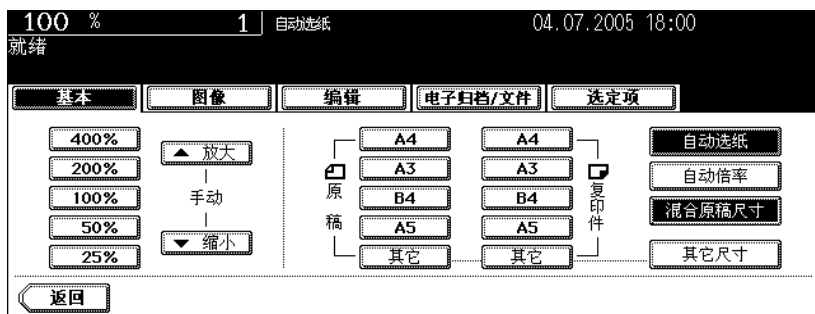 100 % 1 自动选纸 04.07.2005 18:00
就绪
基本 图像 编辑 电子归档/文件 选定项
400% ▲ 放大 A4 A4 自动选纸
200% A3 A3 自动倍率
100% 手动 原稿 B4 B4 复印件 混合原稿尺寸
50% ▼ 缩小 A5 A5
25% 其它 其它 其它尺寸
返回